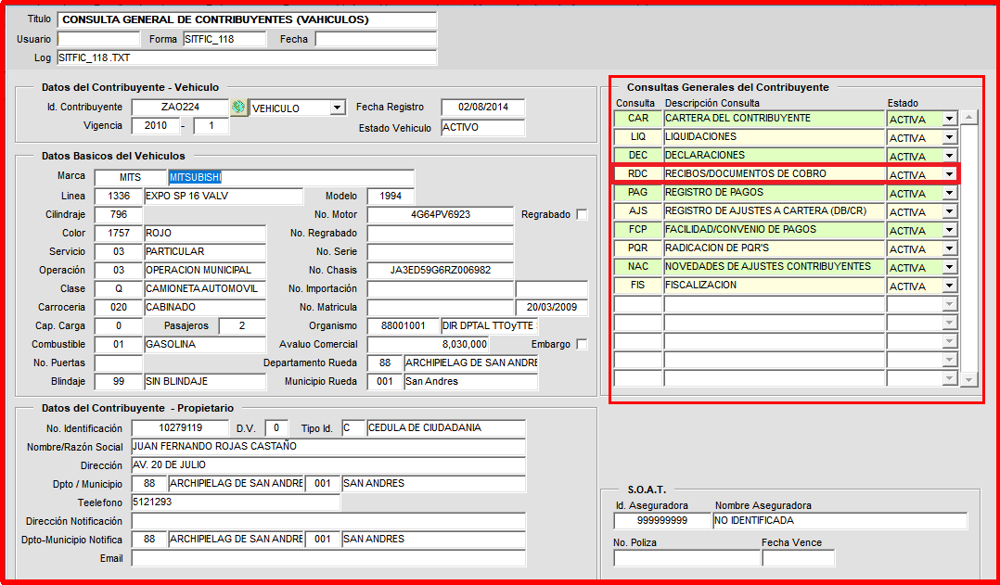 Titulo CONSULTA GENERAL DE CONTRIBUYENTES (VAHICULOS)
Usuario Forma SITFIC_118 Fecha
Log SITFIC_118.TXT
Datos del Contribuyente - Vehiculo
Id. Contribuyente ZAO224 VEHICULO Fecha Registro 02/08/2014
Vigencia 2010 - 1 Estado Vehiculo ACTIVO
Datos Basicos del Vehiculos
Marca MITS MITSUBISHI
Linea 1336 EXPO SP 16 VALV Modelo 1994
Cilindraje 796 No. Motor 4G64PV6923 Regrabado
Color 1757 ROJO No. Regrabado
Servicio 03 PARTICULAR No. Serie
Operación 03 OPERACION MUNICIPAL No. Chasis JA3ED59G6RZ006982
Clase Q CAMIONETA AUTOMOVIL No. Importación
Carroceria 020 CABINADO No. Matricula 20/03/2009
Cap. Carga 0 Pasajeros 2 Organismo 88001001 DIR DPTAL TTOyTTE
Combustible 01 GASOLINA Avaluo Comercial 8,030,000 Embargo
No. Puertas Departamento Rueda 88 ARCHIPIELAG DE SAN ANDRE
Blindaje 99 SIN BLINDAJE Municipio Rueda 001 San Andres
Datos del Contribuyente - Propietario
No. Identificación 10279119 D.V. 0 Tipo Id. C CEDULA DE CIUDADANIA
Nombre/Razón Social JUAN FERNANDO ROJAS CASTAÑO
Dirección AV. 20 DE JULIO
Dpto / Municipio 88 ARCHIPIELAG DE SAN ANDRE 001 SAN ANDRES
Teelefono 5121293
Dirección Notificación
Dpto-Municipio Notifica 88 ARCHIPIELAG DE SAN ANDRE 001 SAN ANDRES
Email
Consultas Generales del Contribuyente
Consulta Descripción Consulta Estado
CAR CARTERA DEL CONTRIBUYENTE ACTIVA
LIQ LIQUIDACIONES ACTIVA
DEC DECLARACIONES ACTIVA
RDC RECIBOS/DOCUMENTOS DE COBRO ACTIVA
PAG REGISTRO DE PAGOS ACTIVA
AJS REGISTRO DE AJUSTES A CARTERA (DB/CR) ACTIVA
FCP FACILIDAD/CONVENIO DE PAGOS ACTIVA
PQR RADICACION DE PQR'S ACTIVA
NAC NOVEDADES DE AJUSTES CONTRIBUYENTES ACTIVA
FIS FISCALIZACION ACTIVA
S.O.A.T.
Id. Aseguradora Nombre Aseguradora
999999999 NO IDENTIFICADA
No. Poliza Fecha Vence